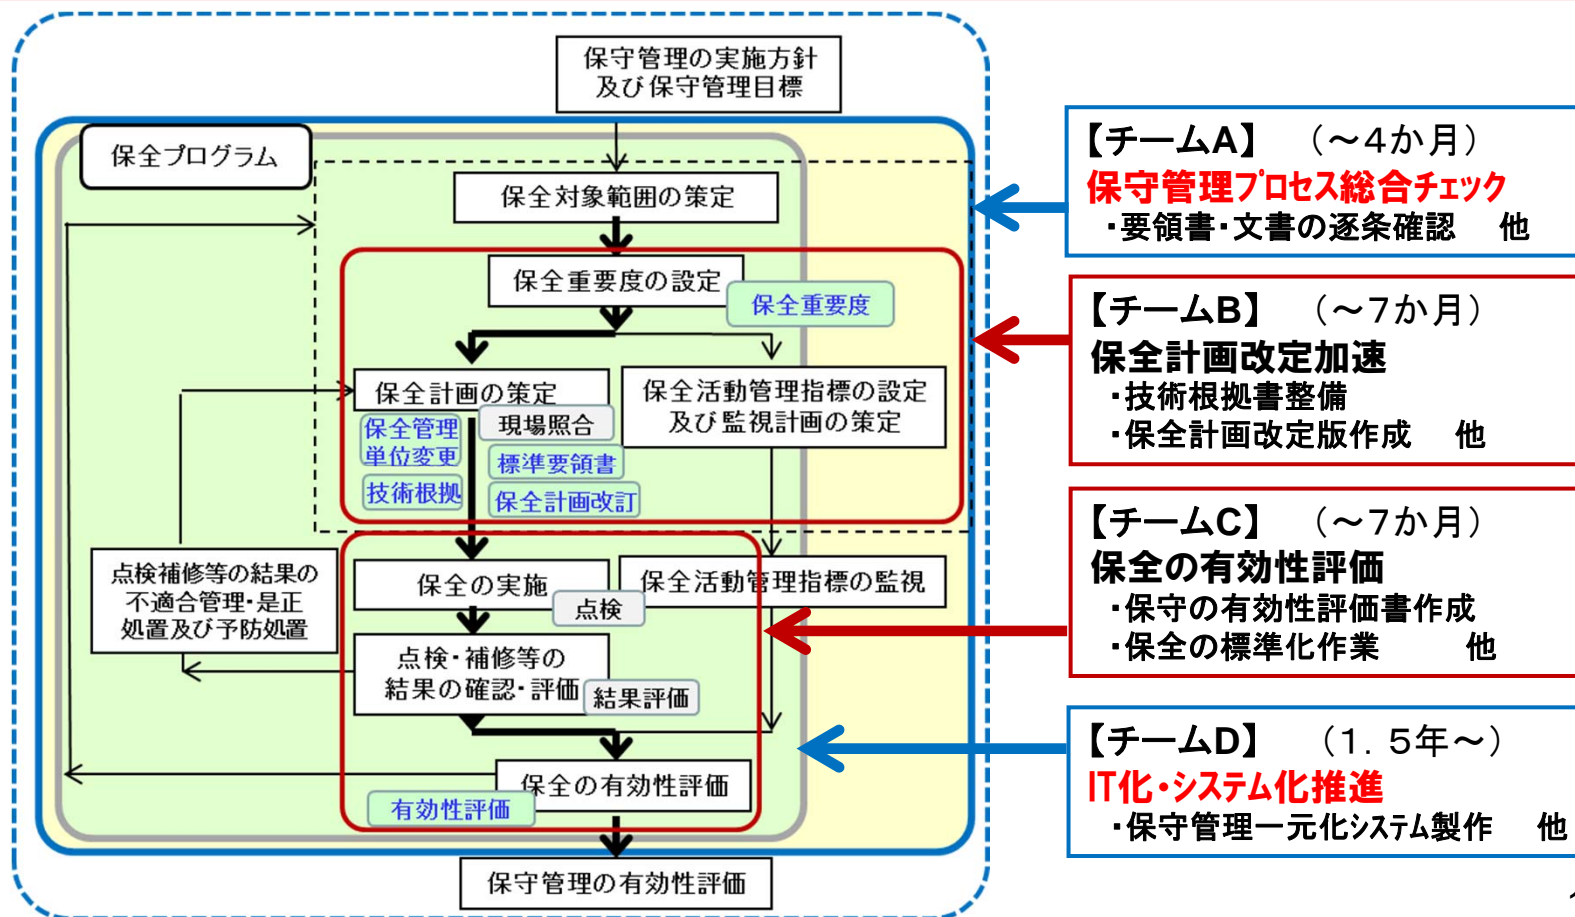 保守管理の実施方針
及び保守管理目標
保全プログラム
保全対象範囲の策定
保全重要度の設定
保全重要度
保全計画の策定
保全管理
単位変更
現場照合
標準要領書
技術根拠
保全計画改訂
保全活動管理指標の設定
及び監視計画の策定
点検補修等の結果の
不適合管理・是正
処置及び予防処置
保全の実施
点検
保全活動管理指標の監視
点検・補修等の
結果の確認・評価
結果評価
保全の有効性評価
有効性評価
保守管理の有効性評価
【チームA】 （～4か月）
保守管理プロセス総合チェック
・要領書・文書の逐条確認 他
【チームB】 （～7か月）
保全計画改定加速
・技術根拠書整備
・保全計画改定版作成 他
【チームC】 （～7か月）
保全の有効性評価
・保守の有効性評価書作成
・保全の標準化作業 他
【チームD】 （1．5年～）
IT化・システム化推進
・保守管理一元化システム製作 他